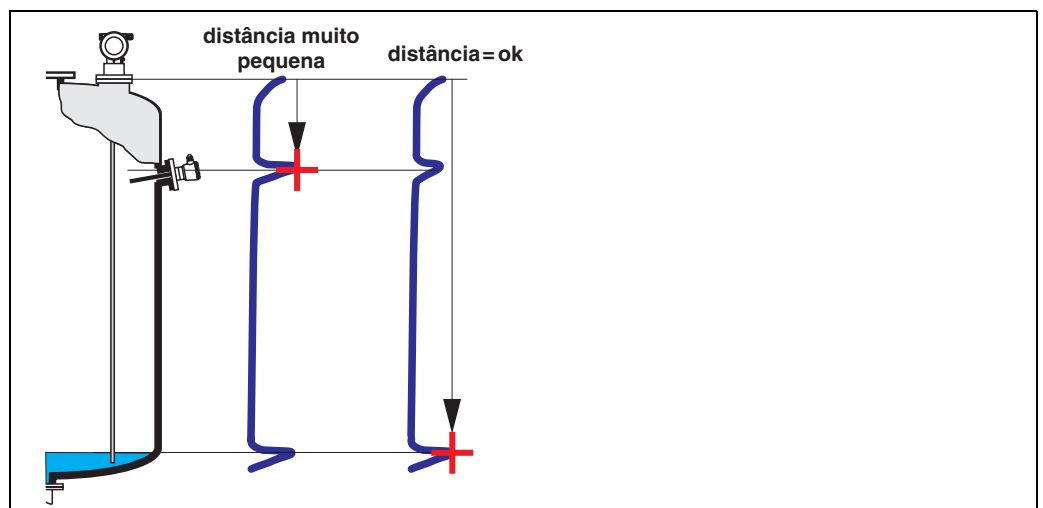 distância muito
pequena
distância = ok